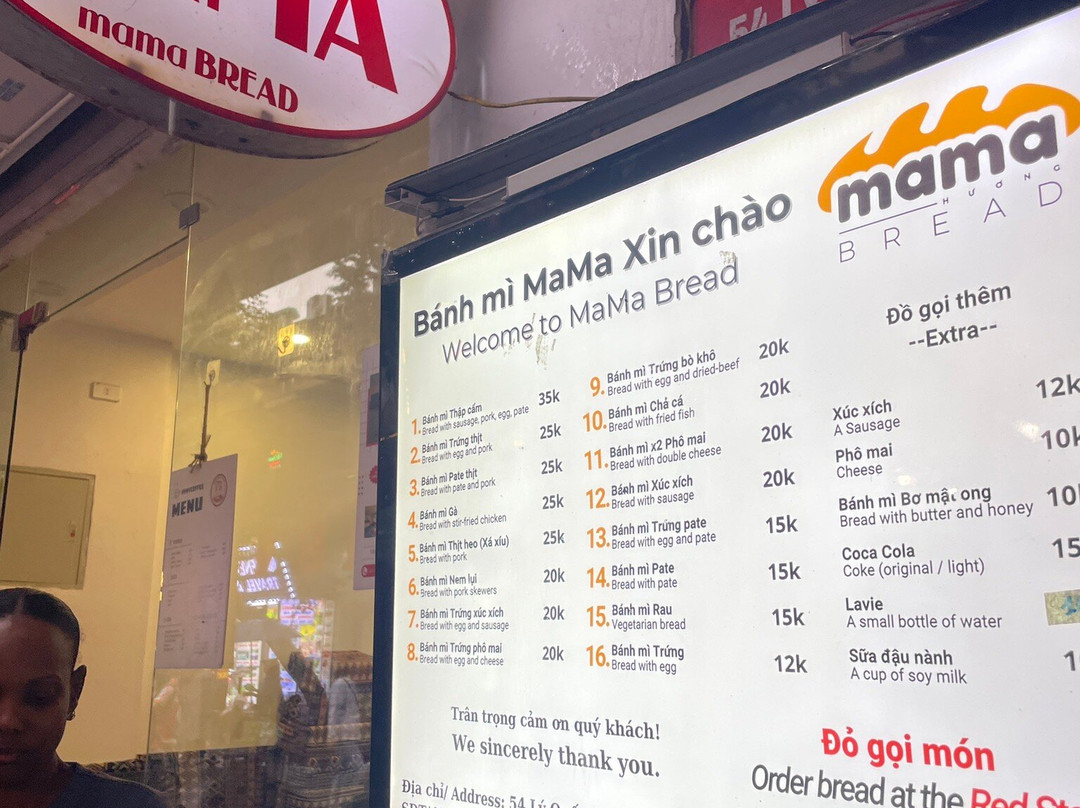 MA
mama BREAD
54
mama
HƯƠNG
BREAD
Bánh mì MaMa Xin chào
Welcome to MaMa Bread
1. Bánh mì Thập cẩm 35k
Bread with sausage, pork, egg, pate
2. Bánh mì Trứng thịt 25k
Bread with egg and pork
3. Bánh mì Pate thịt 25k
Bread with pate and pork
4. Bánh mì Gà 25k
Bread with stir-fried chicken
5. Bánh mì Thịt heo (Xá xíu) 25k
Bread with pork
6. Bánh mì Nem lụi 20k
Bread with pork skewers
7. Bánh mì Trứng xúc xích 20k
Bread with egg and sausage
8. Bánh mì Trứng phô mai 20k
Bread with egg and cheese
9. Bánh mì Trứng bò khô 20k
Bread with egg and dried-beef
10. Bánh mì Chả cá 20k
Bread with fried fish
11. Bánh mì x2 Phô mai 20k
Bread with double cheese
12. Bánh mì Xúc xích 20k
Bread with sausage
13. Bánh mì Trứng pate 15k
Bread with egg and pate
14. Bánh mì Pate 15k
Bread with pate
15. Bánh mì Rau 15k
Vegetarian bread
16. Bánh mì Trứng 12k
Bread with egg
Đồ gọi thêm
--Extra--
Xúc xích 12k
A Sausage
Phô mai 10k
Cheese
Bánh mì Bơ mật ong 10k
Bread with butter and honey
Coca Cola 15
Coke (original / light)
Lavie
A small bottle of water
Sữa đậu nành 1
A cup of soy milk
Trân trọng cảm ơn quý khách!
We sincerely thank you.
Địa chỉ/ Address: 54 Lý
Đỏ gọi món
Order bread at the Red
MENU
TRAVEL